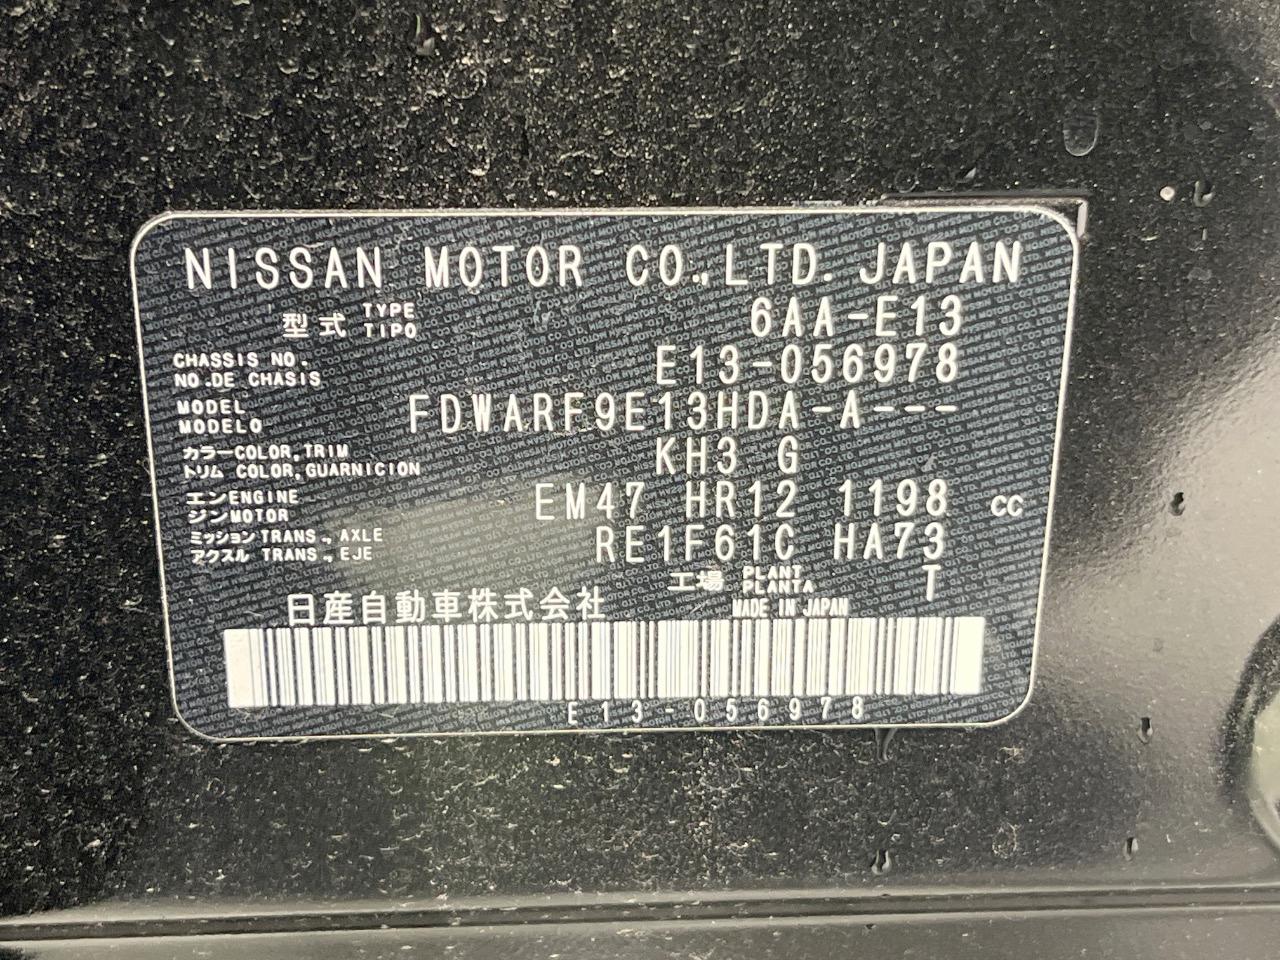 NISSAN MOTOR CO.,LTD. JAPAN
型式 TYPE TIPO 6AA-E13
CHASSIS NO. NO.DE CHASIS E13-056978
MODEL MODELO FDWARF9E13HDA-A---
カラー COLOR,TRIM KH3 G
トリム COLOR,GUARNICION
エンジン ENGINE MOTOR EM47 HR12 1198 cc
ミッション TRANS.,AXLE RE1F61C HA73
アクスル TRANS.,EJE
工場 PLANT PLANTA T
日産自動車株式会社 MADE IN JAPAN
E13-056978